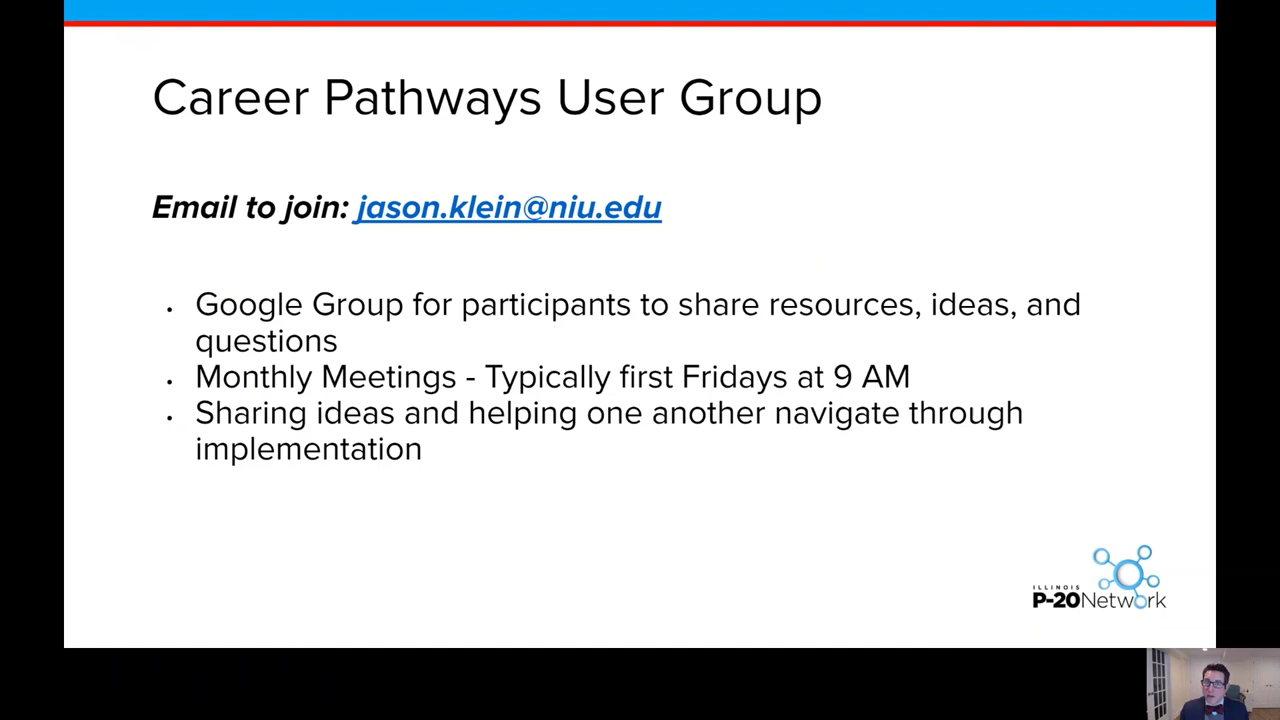 Career Pathways User Group
Email to join: jason.klein@niu.edu
• Google Group for participants to share resources, ideas, and
questions
• Monthly Meetings - Typically first Fridays at 9 AM
• Sharing ideas and helping one another navigate through
implementation
ILLINOIS
P-20Network